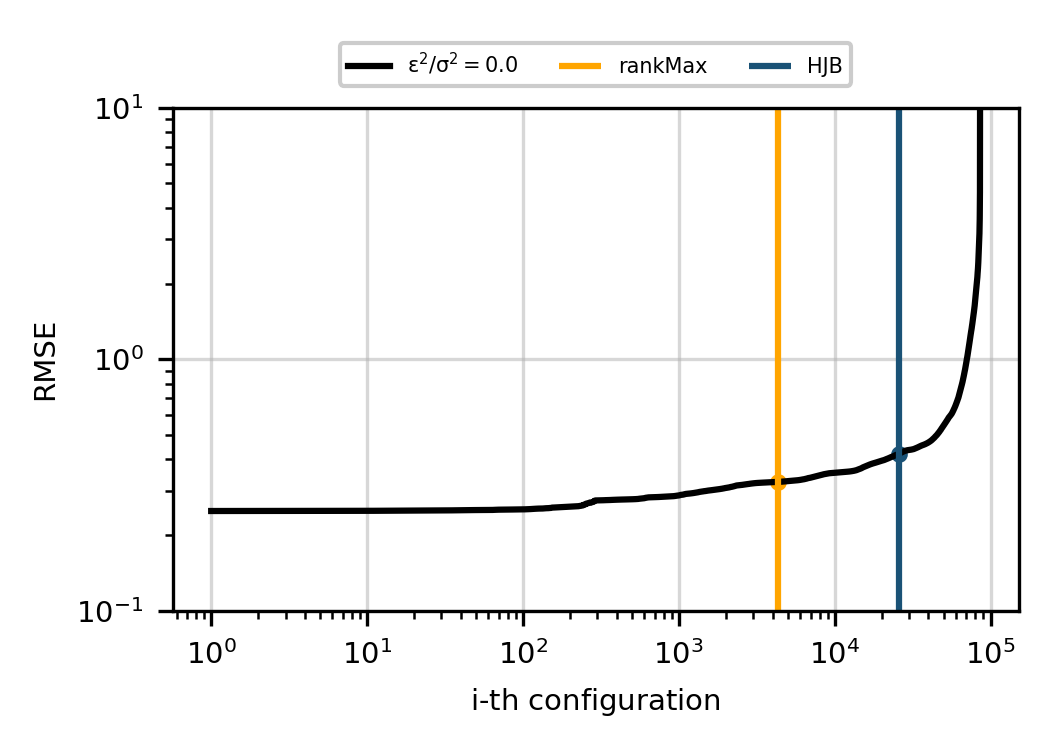 ε²/σ² = 0.0 rankMax HJB
10¹
10⁰
10⁻¹
RMSE
10⁰ 10¹ 10² 10³ 10⁴ 10⁵
i-th configuration